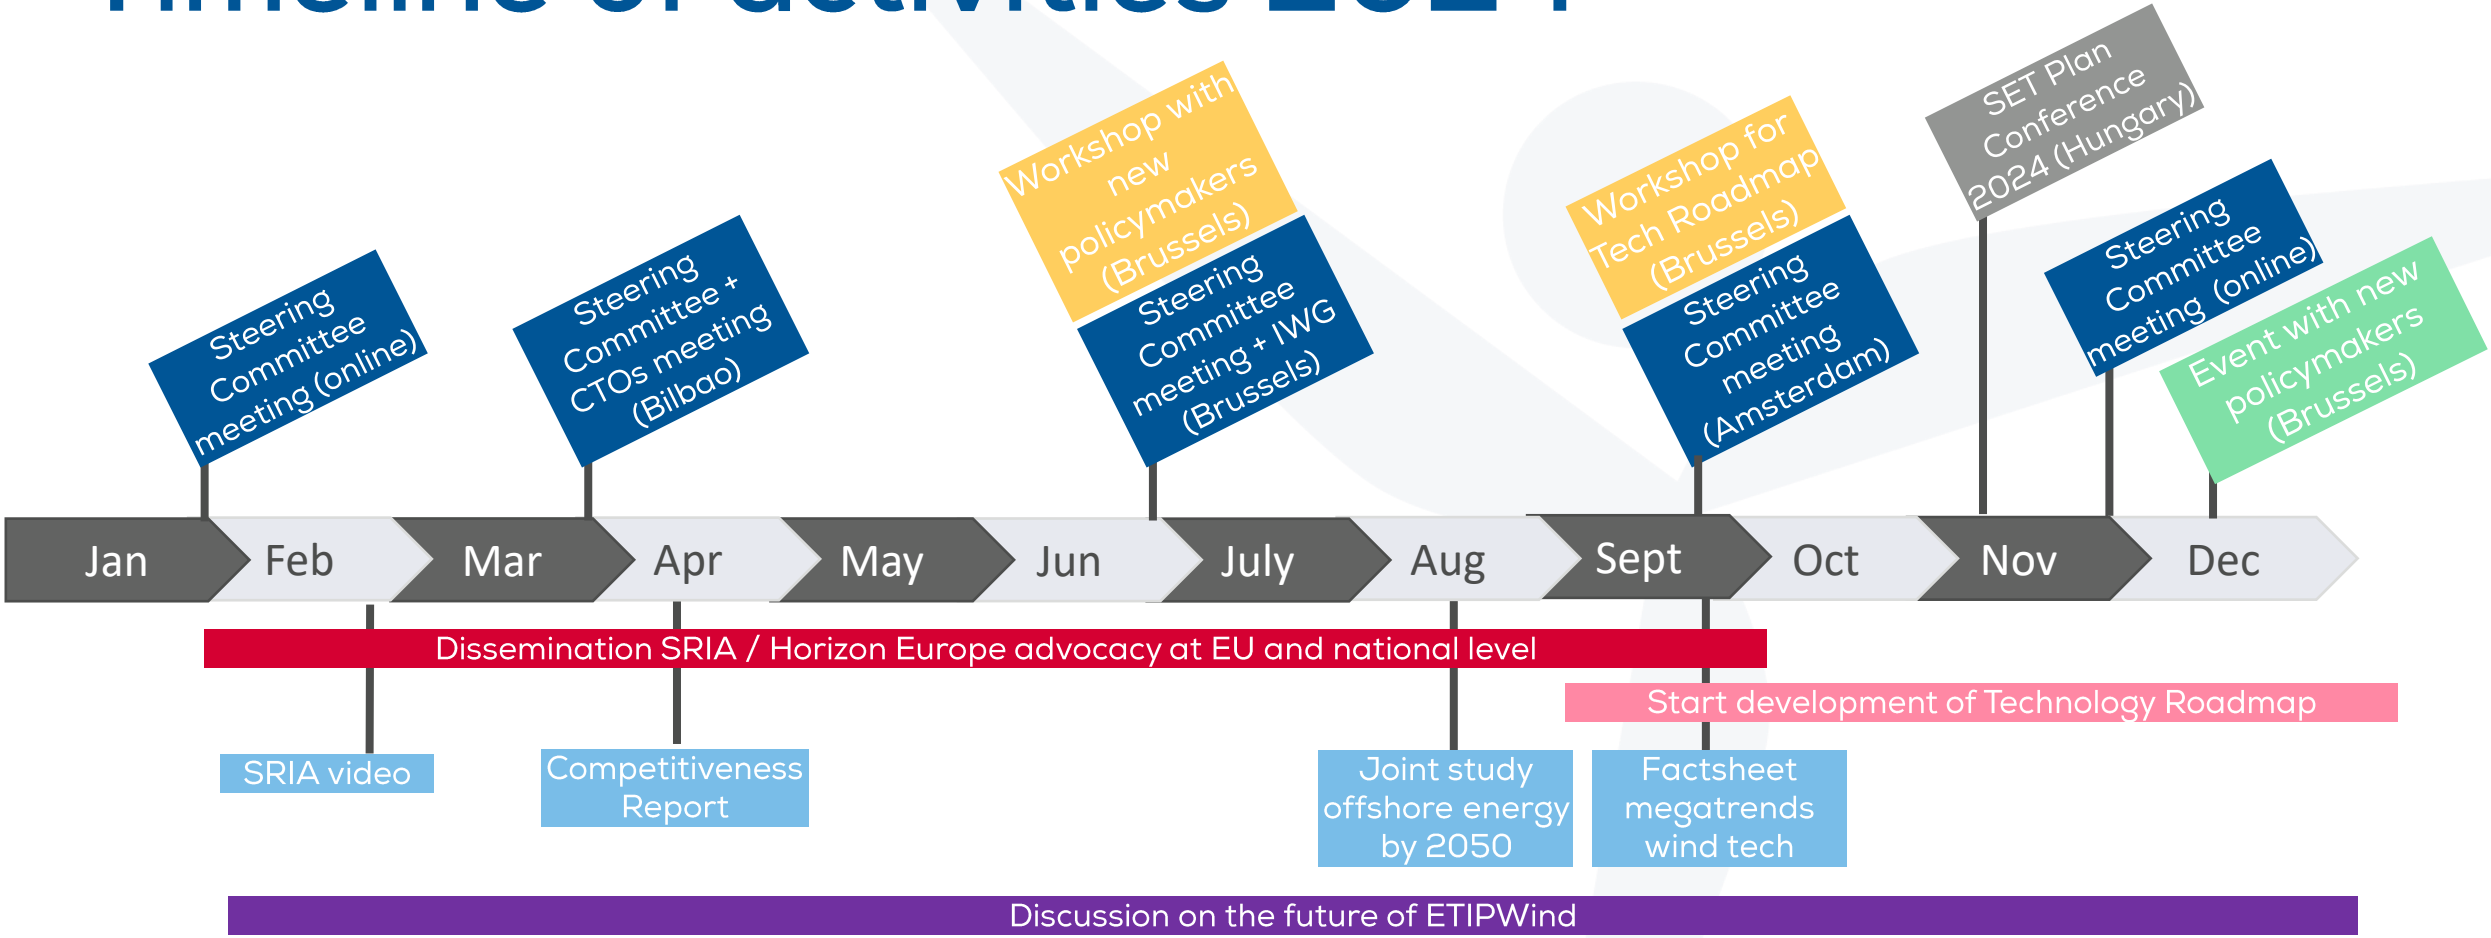 Timeline of activities 2024
SET Plan
Conference
2024 (Hungary)
Workshop with
new
policymakers
(Brussels)
Workshop for
Tech Roadmap
(Brussels)
Steering
Committee
meeting (online)
Steering
Committee +
CTOs meeting
(Bilbao)
Steering
Committee
meeting + IWG
(Brussels)
Steering
Committee
meeting
(Amsterdam)
Steering
Committee
meeting (online)
Event with new
policymakers
(Brussels)
Jan
Feb
Mar
Apr
May
Jun
July
Aug
Sept
Oct
Nov
Dec
Dissemination SRIA / Horizon Europe advocacy at EU and national level
Start development of Technology Roadmap
SRIA video
Competitiveness
Report
Joint study
offshore energy
by 2050
Factsheet
megatrends
wind tech
Discussion on the future of ETIPWind